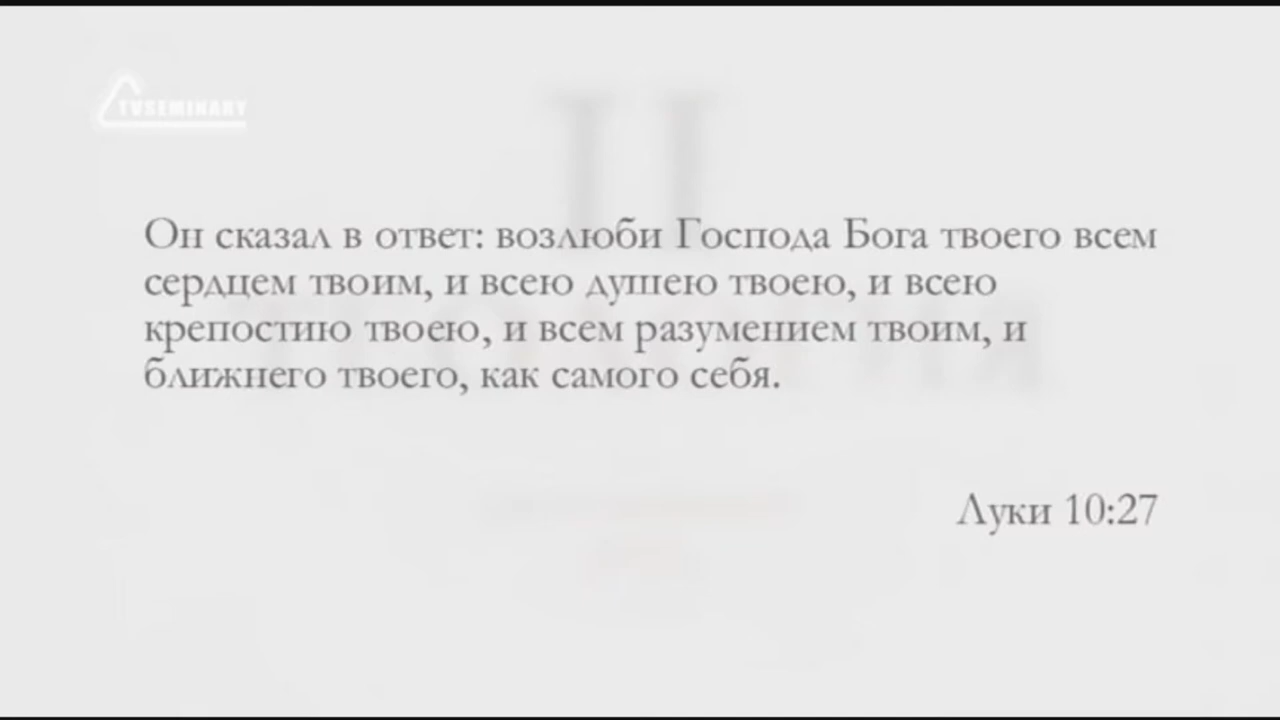 TVSEMINARY
Он сказал в ответ: возлюби Господа Бога твоего всем
сердцем твоим, и всею душею твоею, и всею
крепостию твоею, и всем разумением твоим, и
ближнего твоего, как самого себя.
Луки 10:27